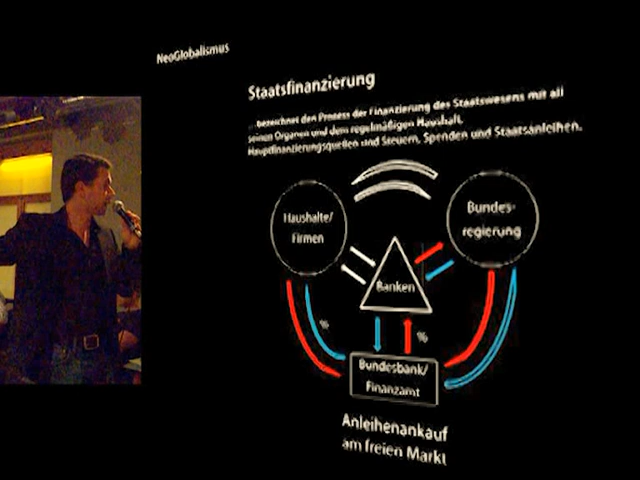 NeoGlobalismus
Staatsfinanzierung
...bezeichnet den Prozess der Finanzierung des Staatswesens mit all
seinen Organen und dem regelmäßigen Haushalt.
Hauptfinanzierungsquellen sind Steuern, Spenden und Staatsanleihen.
Haushalte/
Firmen
Bundes-
regierung
Banken
%
%
Bundesbank/
Finanzamt
Anleihenankauf
am freien Markt